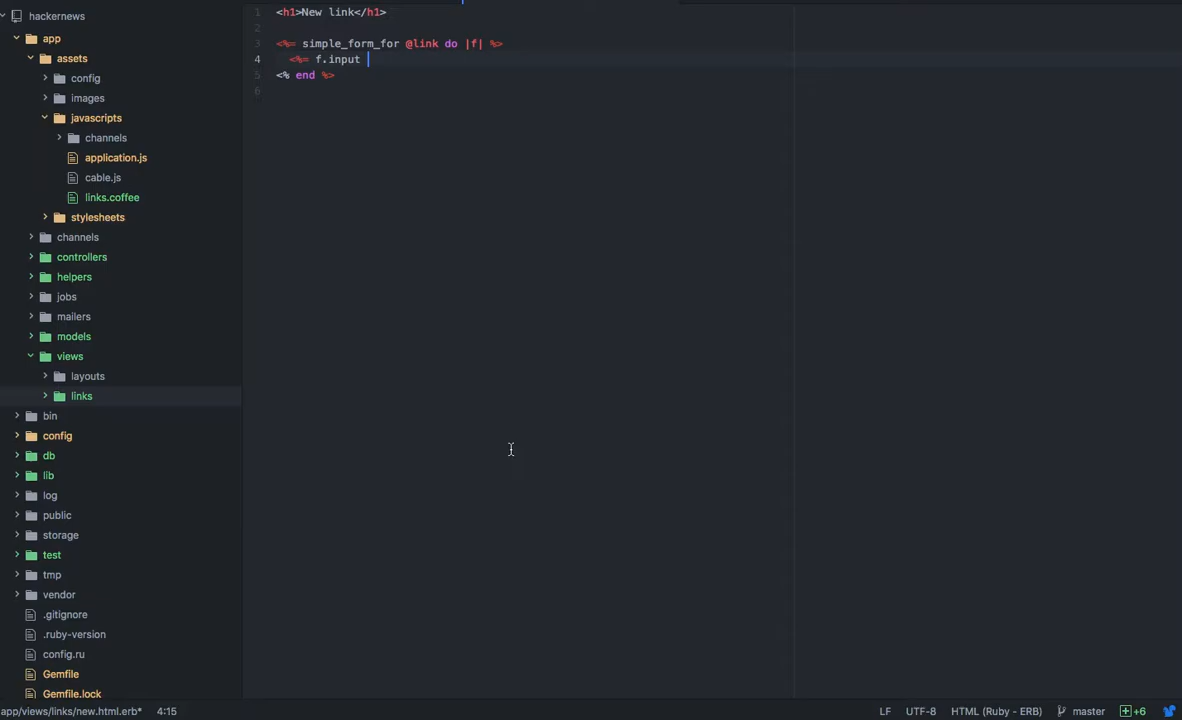 hackernews
app
assets
config
images
javascripts
channels
application.js
cable.js
links.coffee
stylesheets
channels
controllers
helpers
jobs
mailers
models
views
layouts
links
bin
config
db
lib
log
public
storage
test
tmp
vendor
.gitignore
.ruby-version
config.ru
Gemfile
Gemfile.lock
1 <h1>New link</h1>
2
3 <%= simple_form_for @link do |f| %>
4 <%= f.input
5 <% end %>
6
app/views/links/new.html.erb* 4:15 LF UTF-8 HTML (Ruby - ERB) master +6